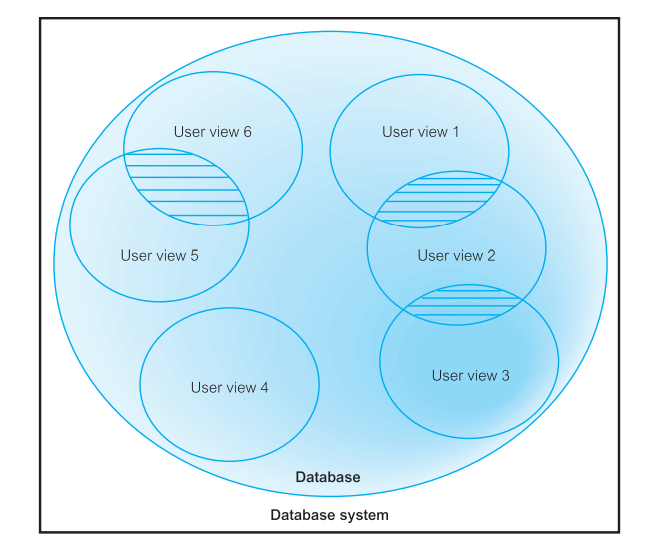 User view 6
User view 1
User view 5
User view 2
User view 4
User view 3
Database
Database system